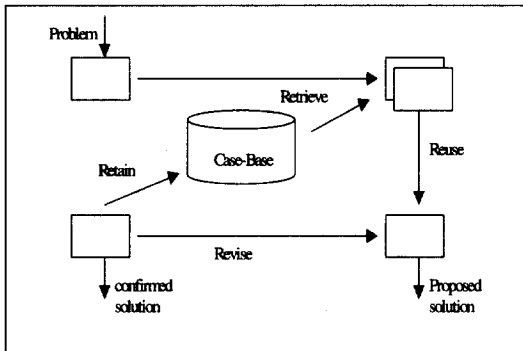 Problem
Retrieve
Case-Base
Reuse
Retain
Revise
confirmed
solution
Proposed
solution